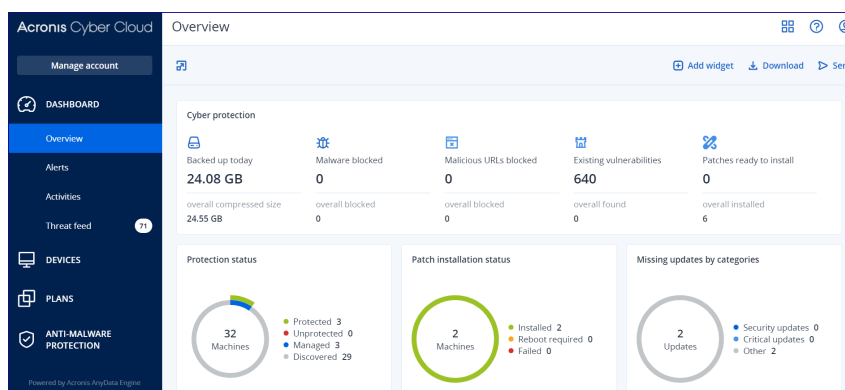 Acronis Cyber Cloud
Overview
Manage account
Add widget
Download
DASHBOARD
Overview
Alerts
Activities
Threat feed 71
DEVICES
PLANS
ANTI-MALWARE
PROTECTION
Powered by Acronis AnyData Engine
Cyber protection
Backed up today
24.08 GB
overall compressed size
24.55 GB
Malware blocked
0
overall blocked
0
Malicious URLs blocked
0
overall blocked
0
Existing vulnerabilities
640
overall found
0
Patches ready to install
0
overall installed
6
Protection status
32
Machines
Protected 3
Unprotected 0
Managed 3
Discovered 29
Patch installation status
2
Machines
Installed 2
Reboot required 0
Failed 0
Missing updates by categories
2
Updates
Security updates 0
Critical updates 0
Other 2